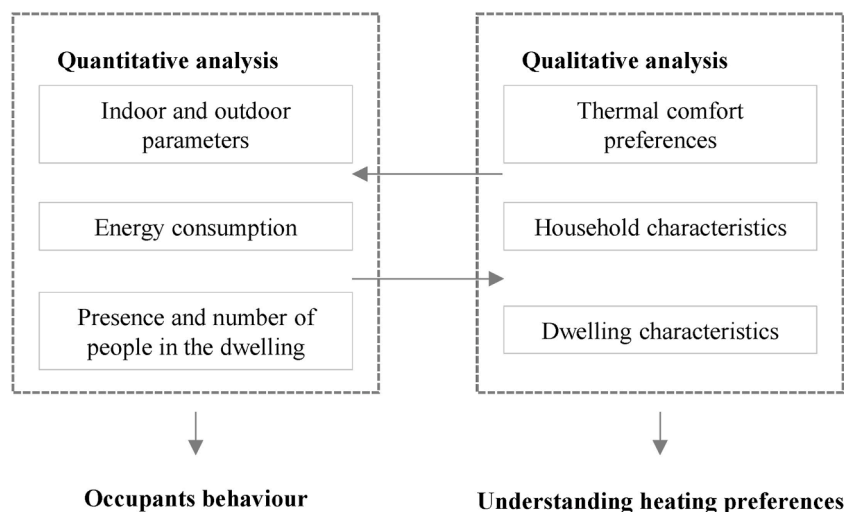 Quantitative analysis
Indoor and outdoor
parameters
Energy consumption
Presence and number of
people in the dwelling
Occupants behaviour
Qualitative analysis
Thermal comfort
preferences
Household characteristics
Dwelling characteristics
Understanding heating preferences